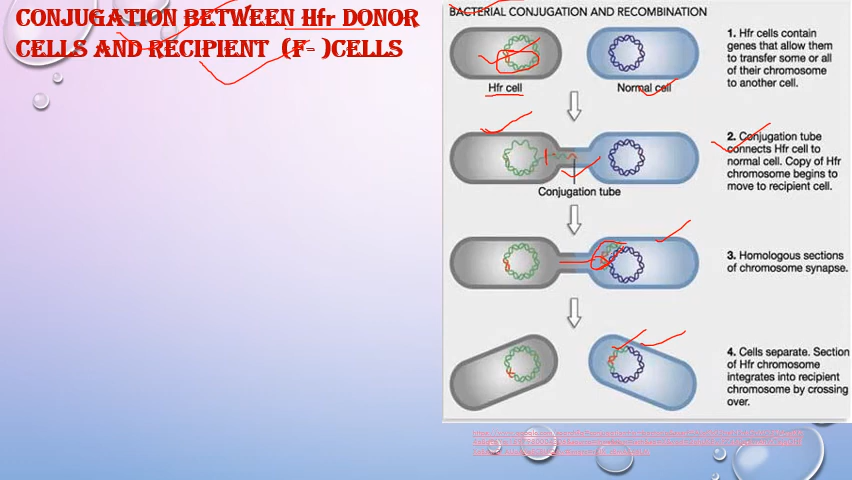 CONJUGATION BETWEEN Hfr DONOR
CELLS AND RECIPIENT (F- )CELLS
BACTERIAL CONJUGATION AND RECOMBINATION
Hfr cell
Normal cell
1. Hfr cells contain
genes that allow them
to transfer some or all
of their chromosome
to another cell.
Conjugation tube
2. Conjugation tube
connects Hfr cell to
normal cell. Copy of Hfr
chromosome begins to
move to recipient cell.
3. Homologous sections
of chromosome synapse.
4. Cells separate. Section
of Hfr chromosome
integrates into recipient
chromosome by crossing
over.